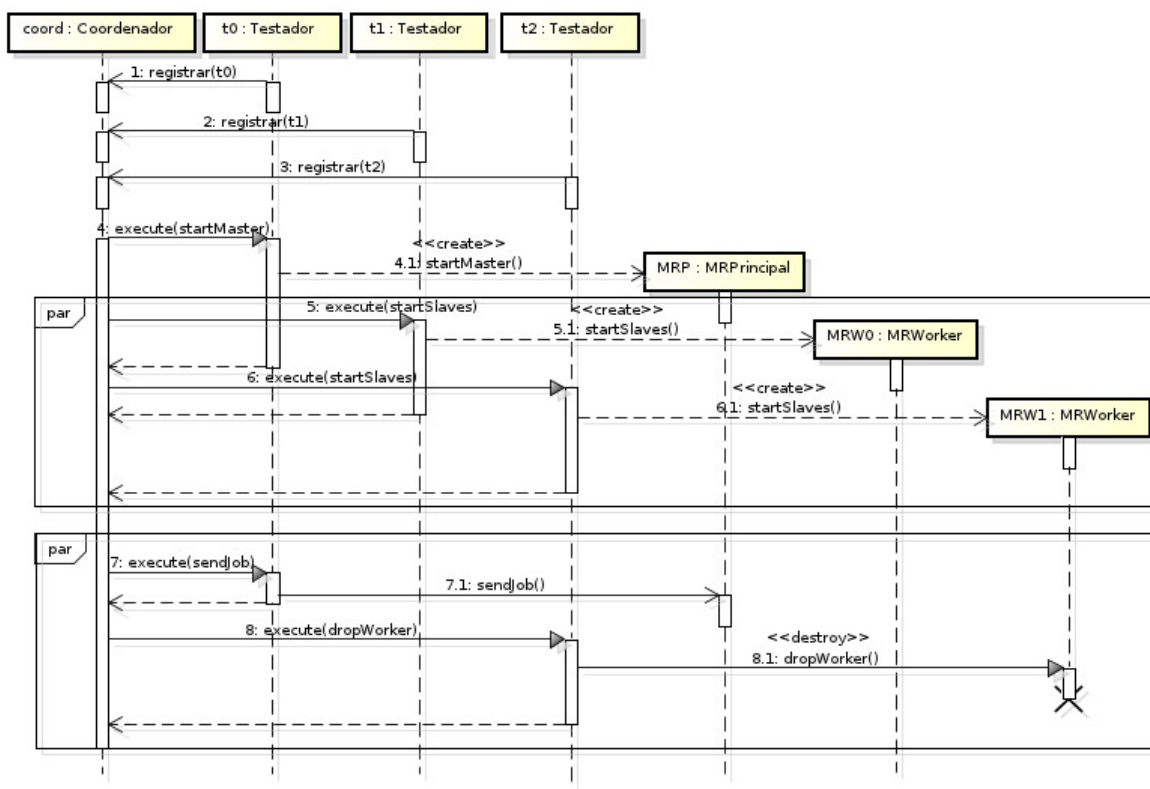 coord : Coordenador
t0 : Testador
t1 : Testador
t2 : Testador
1: registrar(t0)
2: registrar(t1)
3: registrar(t2)
4: execute(startMaster)
<<create>>
4.1: startMaster()
MRP : MRPrincipal
par
5: execute(startSlaves)
<<create>>
5.1: startSlaves()
MRW0 : MRWorker
6: execute(startSlaves)
<<create>>
6.1: startSlaves()
MRW1 : MRWorker
par
7: execute(sendJob)
7.1: sendJob()
8: execute(dropWorker)
<<destroy>>
8.1: dropWorker()